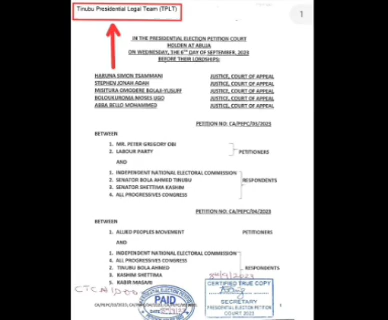 Tinubu Presidential Legal Team (TPLT)
1
IN THE PRESIDENTIAL ELECTION PETITION COURT
HOLDEN AT ABUJA
ON WEDNESDAY, THE 6TH DAY OF SEPTEMBER, 2023
BEFORE THEIR LORDSHIPS:
HARUNA SIMON TSAMMANI JUSTICE, COURT OF APPEAL
STEPHEN JONAH ADAH JUSTICE, COURT OF APPEAL
MISITURA OMODERE BOLAJI-YUSUFF JUSTICE, COURT OF APPEAL
BOLOUKUROMO MOSES UGO JUSTICE, COURT OF APPEAL
ABBA BELLO MOHAMMED JUSTICE, COURT OF APPEAL
PETITION NO: CA/PEPC/03/2023
BETWEEN
1. MR. PETER GREGORY OBI
2. LABOUR PARTY
PETITIONERS
AND
1. INDEPENDENT NATIONAL ELECTORAL COMMISSION
2. SENATOR BOLA AHMED TINUBU
3. SENATOR SHETTIMA KASHIM
4. ALL PROGRESSIVES CONGRESS
RESPONDENTS
PETITION NO: CA/PEPC/04/2023
BETWEEN
1. ALLIED PEOPLES MOVEMENT PETITIONERS
AND
1. INDEPENDENT NATIONAL ELECTORAL COMMISSION
2. ALL PROGRESSIVES CONGRESS
3. TINUBU BOLA AHMED
4. KASHIM SHETTIMA
5. KABIR MASARI
RESPONDENTS
PAID
CERTIFIED TRUE COPY
SECRETARY
PRESIDENTIAL ELECTION PETITION
COURT 2023